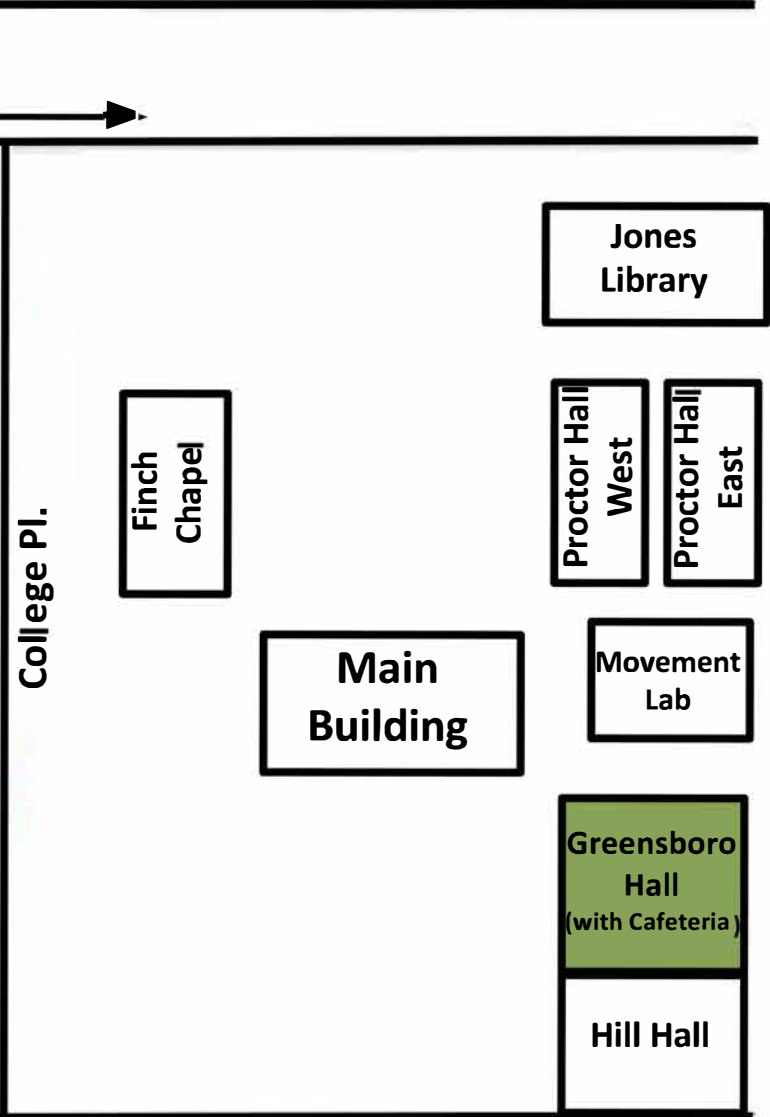 Jones
Library
Finch
Chapel
Proctor Hall
West
Proctor Hall
East
College Pl.
Main
Building
Movement
Lab
Greensboro
Hall
(with Cafeteria)
Hill Hall